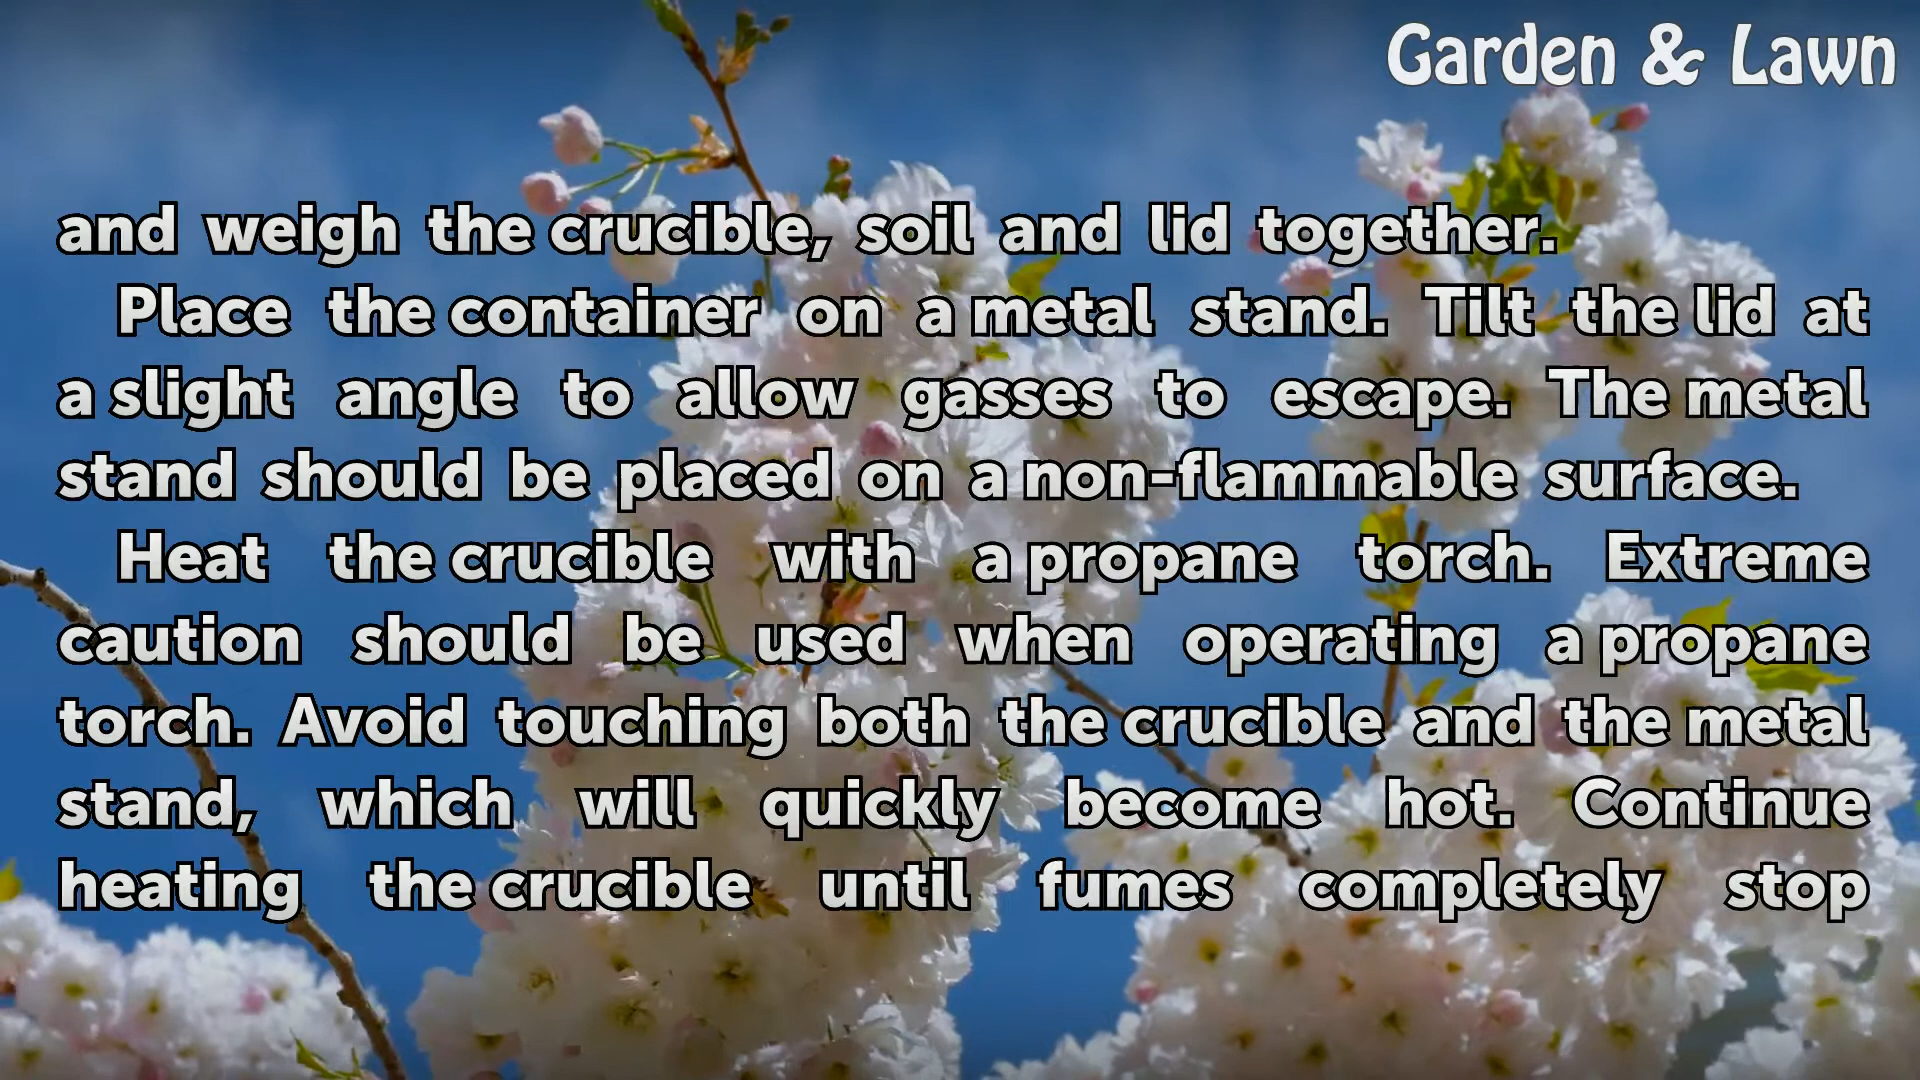 Garden & Lawn
and weigh the crucible, soil and lid together.
Place the container on a metal stand. Tilt the lid at
a slight angle to allow gasses to escape. The metal
stand should be placed on a non-flammable surface.
Heat the crucible with a propane torch. Extreme
caution should be used when operating a propane
torch. Avoid touching both the crucible and the metal
stand, which will quickly become hot. Continue
heating the crucible until fumes completely stop